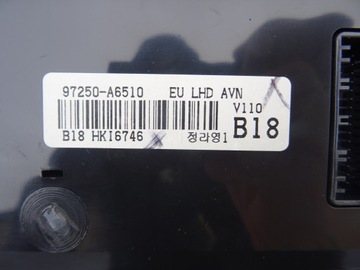 97250-A6510 EU LHD AVN
V110
B18 HKI6746 정라영1 B18